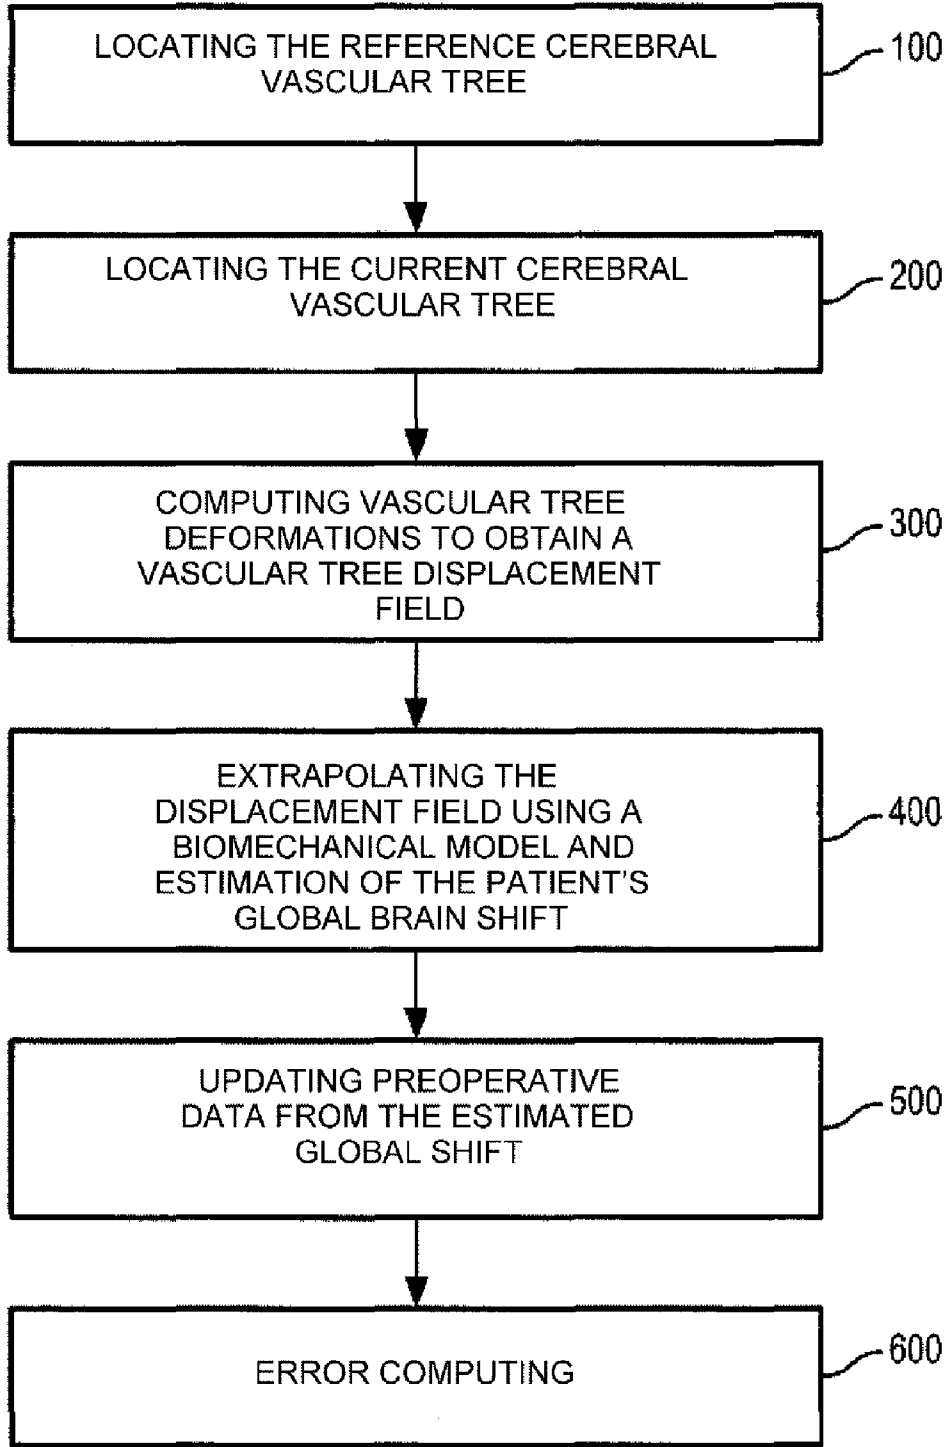 LOCATING THE REFERENCE CEREBRAL
VASCULAR TREE
100
LOCATING THE CURRENT CEREBRAL
VASCULAR TREE
200
COMPUTING VASCULAR TREE
DEFORMATIONS TO OBTAIN A
VASCULAR TREE DISPLACEMENT
FIELD
300
EXTRAPOLATING THE
DISPLACEMENT FIELD USING A
BIOMECHANICAL MODEL AND
ESTIMATION OF THE PATIENT'S
GLOBAL BRAIN SHIFT
400
UPDATING PREOPERATIVE
DATA FROM THE ESTIMATED
GLOBAL SHIFT
500
ERROR COMPUTING
600